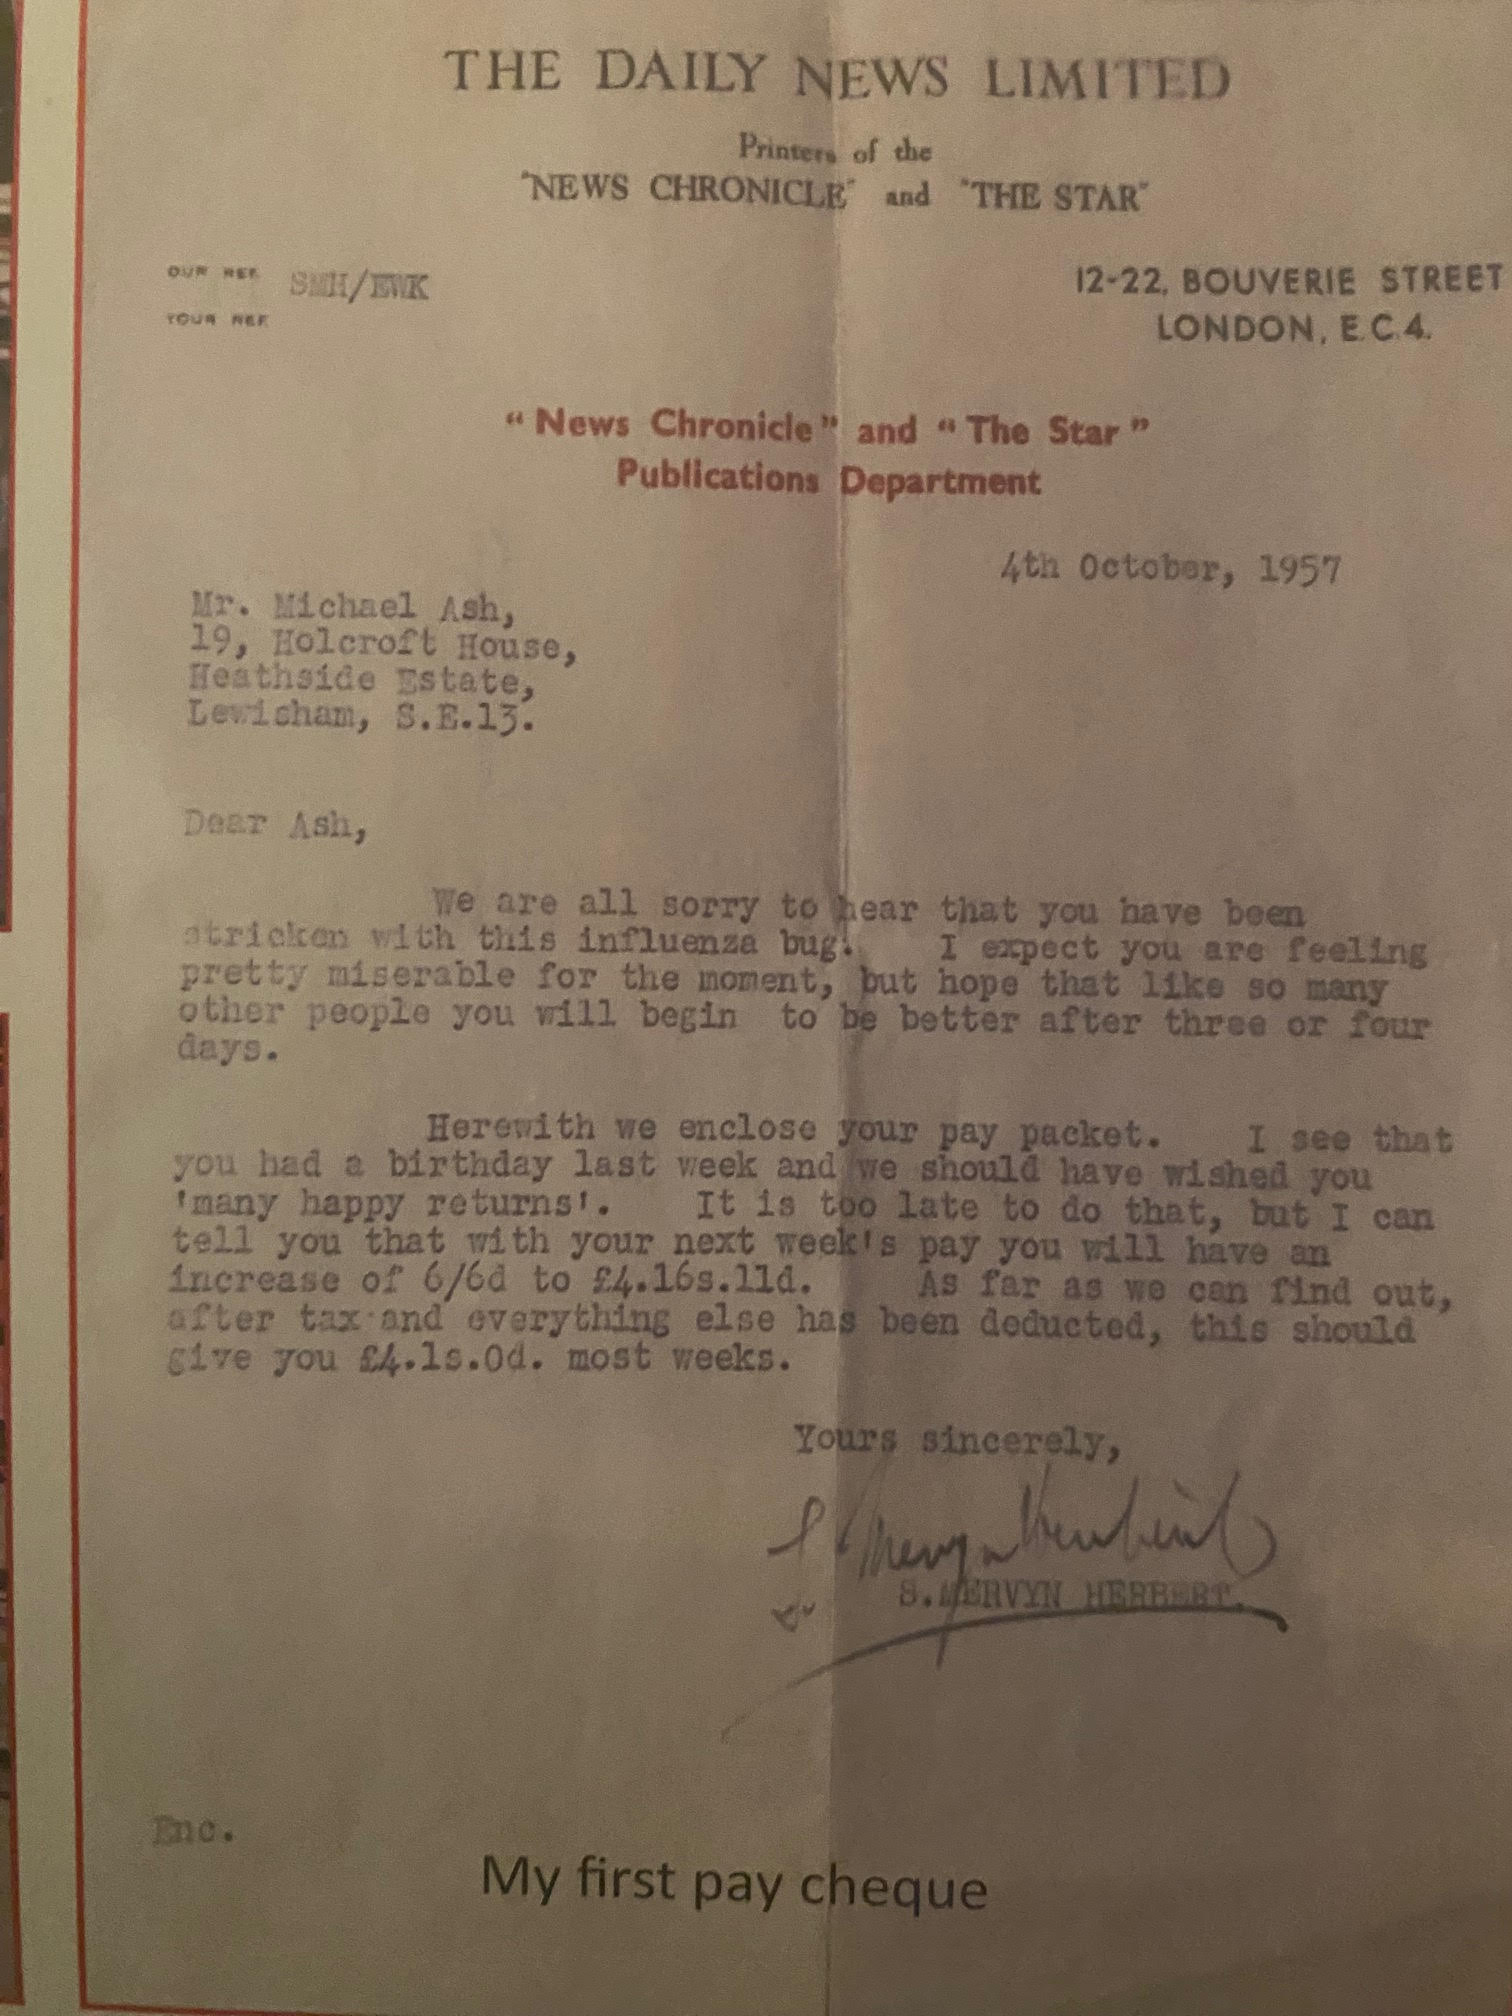 THE DAILY NEWS LIMITED
Printers of the
"NEWS CHRONICLE" and "THE STAR"
OUR REF. SMH/EWK
YOUR REF.
12-22, BOUVERIE STREET
LONDON, E.C.4.
"News Chronicle" and "The Star"
Publications Department
4th October, 1957
Mr. Michael Ash,
19, Holcroft House,
Heathside Estate,
Lewisham, S.E.13.
Dear Ash,
We are all sorry to hear that you have been
stricken with this influenza bug. I expect you are feeling
pretty miserable for the moment, but hope that like so many
other people you will begin to be better after three or four
days.
Herewith we enclose your pay packet. I see that
you had a birthday last week and we should have wished you
'many happy returns'. It is too late to do that, but I can
tell you that with your next week's pay you will have an
increase of 6/6d to £4.16s.11d. As far as we can find out,
after tax and everything else has been deducted, this should
give you £4.1s.0d. most weeks.
Yours sincerely,
S Mervyn Herbert
S. MERVYN HERBERT.
Enc.
My first pay cheque